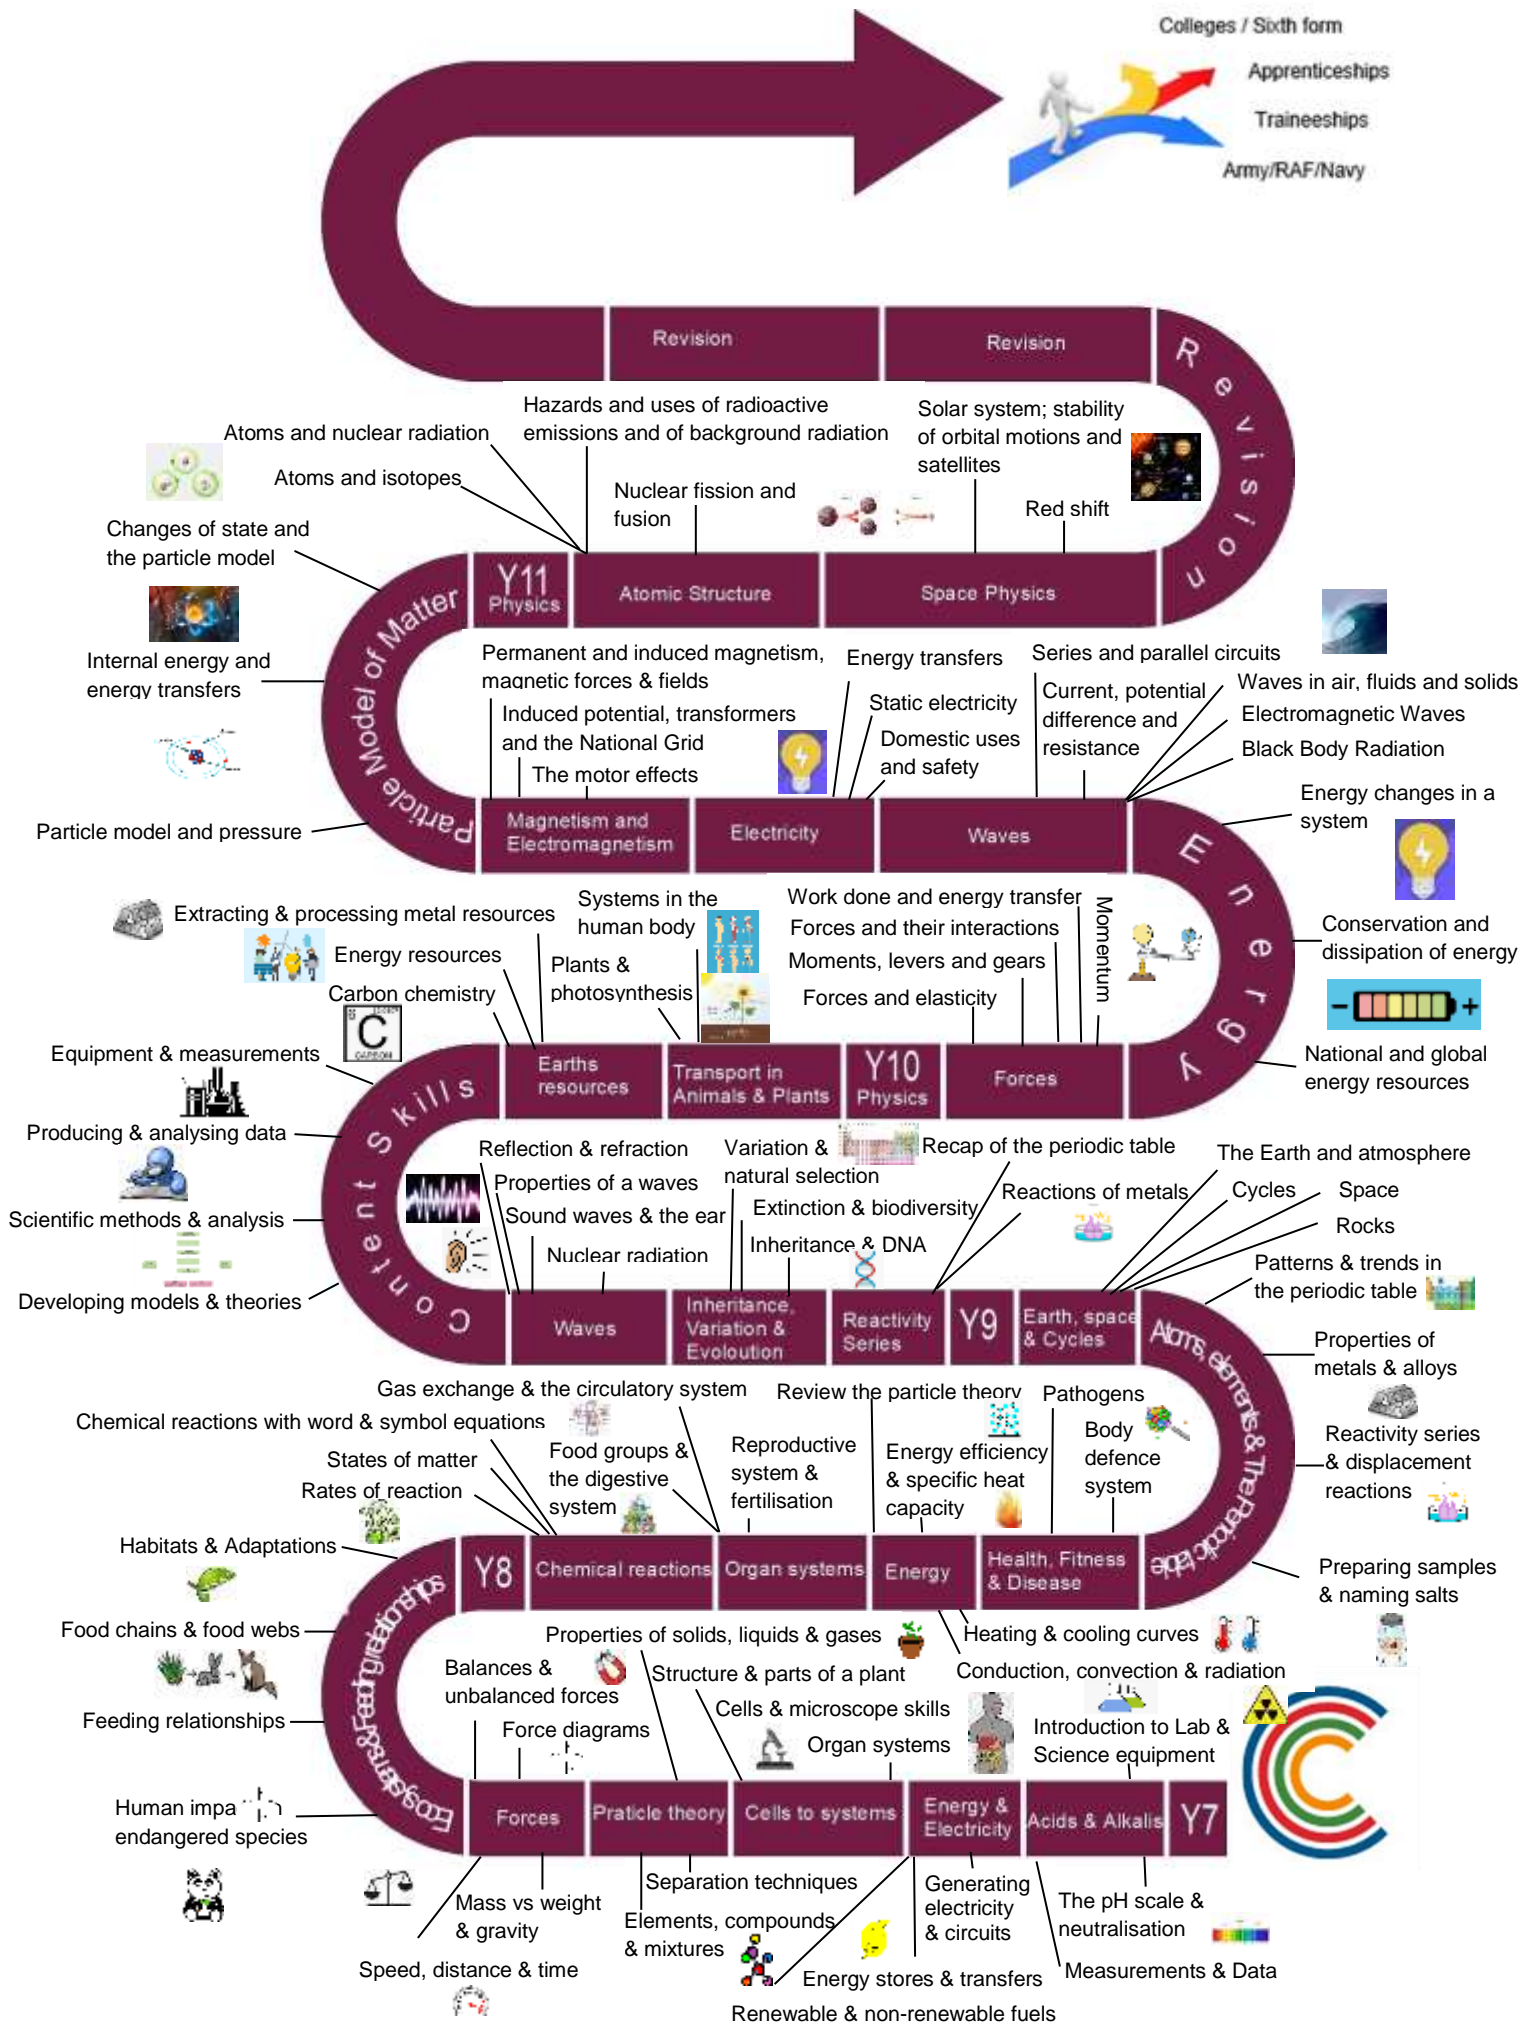 Colleges / Sixth form
Apprenticeships
Traineeships
Army/RAF/Navy
Revision
Revision
Revision
Hazards and uses of radioactive
emissions and of background radiation
Solar system; stability
of orbital motions and
satellites
Atoms and nuclear radiation
Atoms and isotopes
Nuclear fission and
fusion
Red shift
Changes of state and
the particle model
Y11
Physics
Atomic Structure
Space Physics
Particle Model of Matter
Internal energy and
energy transfers
Particle model and pressure
Permanent and induced magnetism,
magnetic forces & fields
Induced potential, transformers
and the National Grid
The motor effects
Energy transfers
Static electricity
Domestic uses
and safety
Series and parallel circuits
Current, potential
difference and
resistance
Waves in air, fluids and solids
Electromagnetic Waves
Black Body Radiation
Magnetism and
Electromagnetism
Electricity
Waves
Energy
Energy changes in a
system
Conservation and
dissipation of energy
National and global
energy resources
Extracting & processing metal resources
Energy resources
Carbon chemistry
C
CARBON
Systems in the
human body
Plants &
photosynthesis
Work done and energy transfer
Forces and their interactions
Moments, levers and gears
Forces and elasticity
Momentum
Earths
resources
Transport in
Animals & Plants
Y10
Physics
Forces
Content Skills
Equipment & measurements
Producing & analysing data
Scientific methods & analysis
Developing models & theories
Reflection & refraction
Properties of a waves
Sound waves & the ear
Nuclear radiation
Variation &
natural selection
Extinction & biodiversity
Inheritance & DNA
Recap of the periodic table
Reactions of metals
The Earth and atmosphere
Cycles
Space
Rocks
Patterns & trends in
the periodic table
Waves
Inheritance,
Variation &
Evoloution
Reactivity
Series
Y9
Earth, space
& Cycles
Atoms, elements & The Periodic table
Properties of
metals & alloys
Reactivity series
& displacement
reactions
Preparing samples
& naming salts
Gas exchange & the circulatory system
Chemical reactions with word & symbol equations
States of matter
Rates of reaction
Food groups &
the digestive
system
Reproductive
system &
fertilisation
Review the particle theory
Energy efficiency
& specific heat
capacity
Pathogens
Body
defence
system
Y8
Chemical reactions
Organ systems
Energy
Health, Fitness
& Disease
Ecosystems & Feeding relationships
Habitats & Adaptations
Food chains & food webs
Feeding relationships
Human impa
endangered species
Properties of solids, liquids & gases
Heating & cooling curves
Balances &
unbalanced forces
Structure & parts of a plant
Conduction, convection & radiation
Force diagrams
Cells & microscope skills
Organ systems
Introduction to Lab &
Science equipment
Forces
Praticle theory
Cells to systems
Energy &
Electricity
Acids & Alkalis
Y7
Mass vs weight
& gravity
Speed, distance & time
Separation techniques
Elements, compounds
& mixtures
Generating
electricity
& circuits
The pH scale &
neutralisation
Energy stores & transfers
Measurements & Data
Renewable & non-renewable fuels